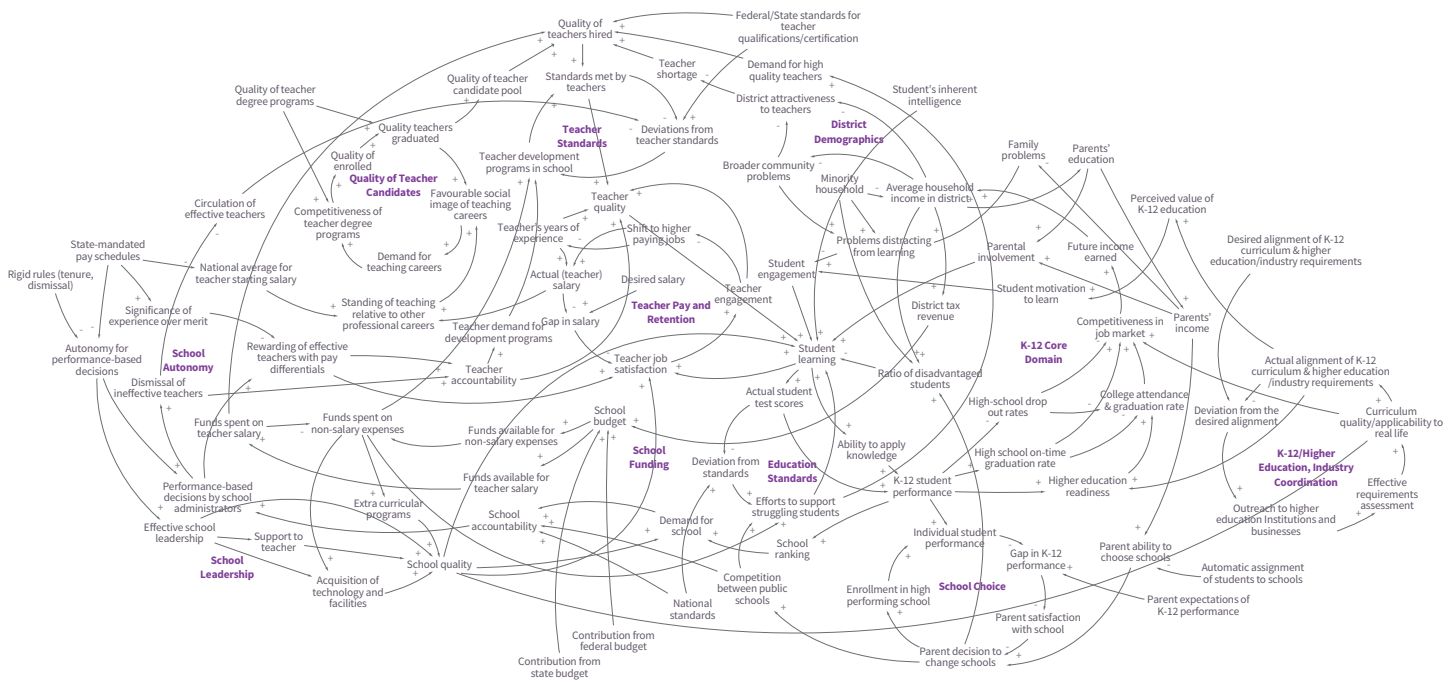 Quality of
teachers hired
Federal/State standards for
teacher
qualifications/certification
Teacher
shortage
Demand for high
quality teachers
Quality of teacher
candidate pool
Standards met by
teachers
Quality of teacher
degree programs
District attractiveness
to teachers
Student's inherent
intelligence
Quality teachers
graduated
Teacher
Standards
Deviations from
teacher standards
District
Demographics
Quality of
enrolled
Teacher development
programs in school
Family
problems
Parents'
education
Quality of Teacher
Candidates
Broader community
problems
Minority
household
Average household
income in district
Favourable social
image of teaching
careers
Teacher
quality
Perceived value of
K-12 education
Circulation of
effective teachers
Competitiveness of
teacher degree
programs
Teacher's years of
experience
Shift to higher
paying jobs
Problems distracting
from learning
Parental
involvement
Future income
earned
Desired alignment of K-12
curriculum & higher
education/industry requirements
State-mandated
pay schedules
Rigid rules (tenure,
dismissal)
National average for
teacher starting salary
Demand for
teaching careers
Actual (teacher)
salary
Desired salary
Student
engagement
Teacher
engagement
Student motivation
to learn
Significance of
experience over merit
Standing of teaching
relative to other
professional careers
Gap in salary
Teacher Pay and
Retention
District tax
revenue
Competitiveness in
job market
Parents'
income
Teacher demand for
development programs
Autonomy for
performance-based
decisions
School
Autonomy
Rewarding of effective
teachers with pay
differentials
Student
learning
K-12 Core
Domain
Teacher
accountability
Teacher job
satisfaction
Ratio of disadvantaged
students
Actual alignment of K-12
curriculum & higher education
/industry requirements
Dismissal of
ineffective teachers
Actual student
test scores
High-school drop
out rates
College attendance
& graduation rate
Deviation from the
desired alignment
Curriculum
quality/applicability to
real life
Funds spent on
teacher salary
Funds spent on
non-salary expenses
School
budget
Funds available for
non-salary expenses
Ability to apply
knowledge
School
Funding
High school on-time
graduation rate
K-12/Higher
Education, Industry
Coordination
Deviation from
standards
Education
Standards
Funds available for
teacher salary
K-12 student
performance
Higher education
readiness
Effective
requirements
assessment
Performance-based
decisions by school
administrators
Extra curricular
programs
Efforts to support
struggling students
Effective school
leadership
School
accountability
Demand for
school
Outreach to higher
education Institutions and
businesses
Support to
teacher
School
ranking
Individual student
performance
Gap in K-12
performance
Parent ability to
choose schools
School
Leadership
School quality
Automatic assignment
of students to schools
Acquisition of
technology and
facilities
Competition
between public
schools
Enrollment in high
performing school
School Choice
National
standards
Parent expectations of
K-12 performance
Parent satisfaction
with school
Contribution from
federal budget
Parent decision to
change schools
Contribution from
state budget